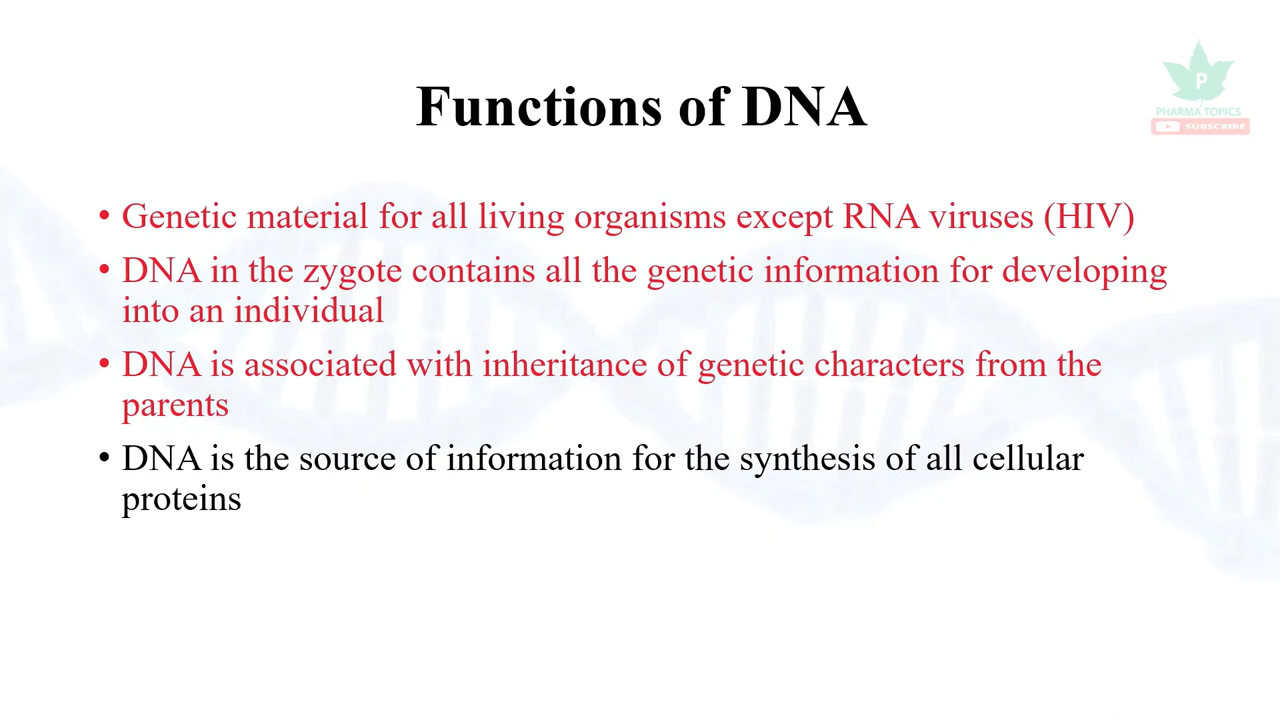 Functions of DNA
P
PHARMA TOPICS
SUBSCRIBE
• Genetic material for all living organisms except RNA viruses (HIV)
• DNA in the zygote contains all the genetic information for developing
into an individual
• DNA is associated with inheritance of genetic characters from the
parents
• DNA is the source of information for the synthesis of all cellular
proteins